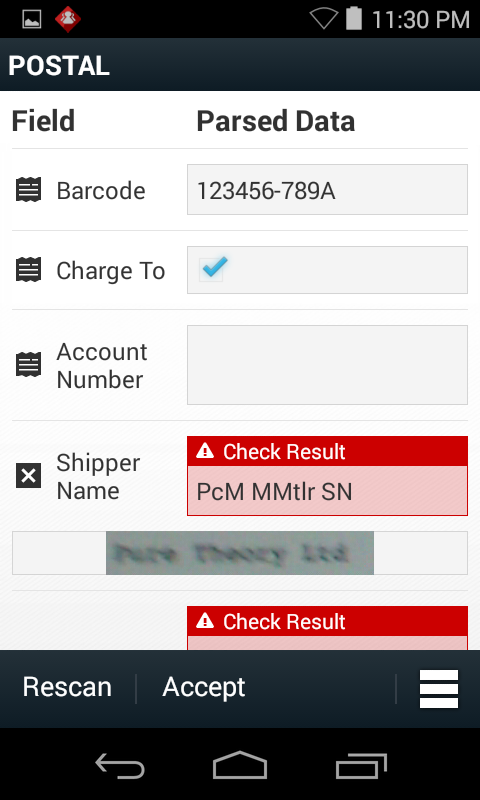 11:30 PM
POSTAL
Field Parsed Data
Barcode 123456-789A
Charge To
Account
Number
Check Result
Shipper
Name
PcM MMtlr SN
Pure Theory Ltd
Check Result
Rescan Accept